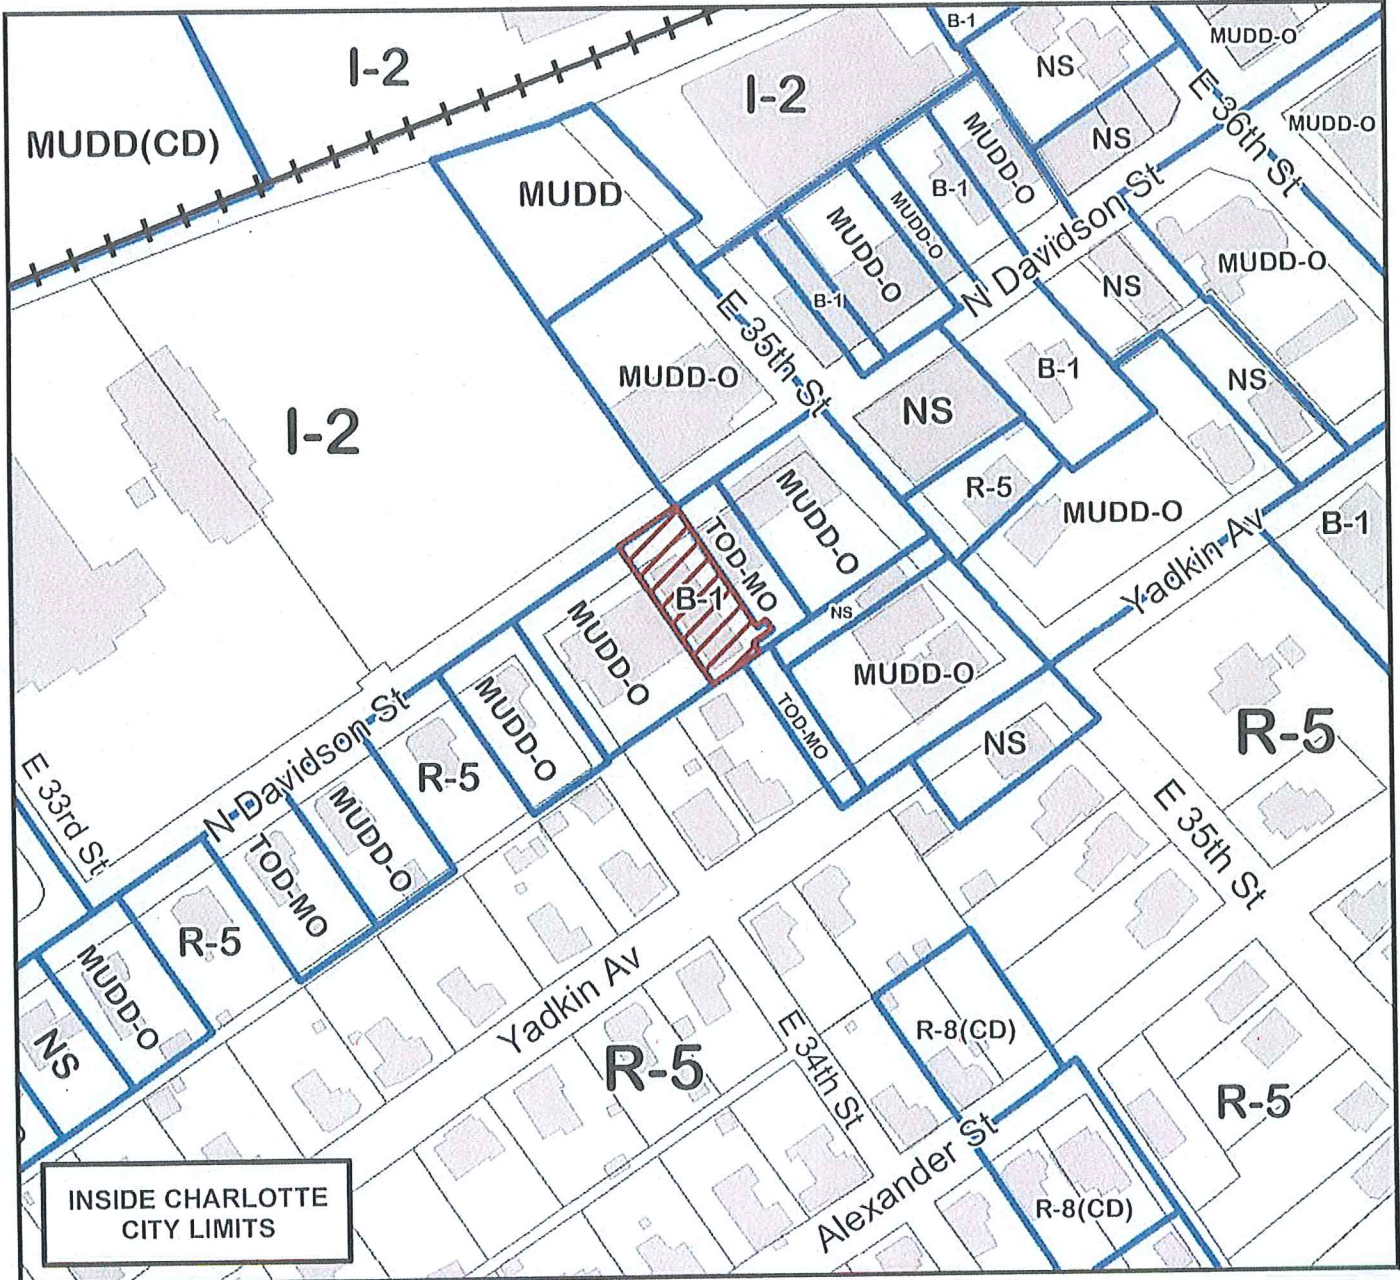 B-1
MUDD-O
I-2
NS
I-2
E 36th St
MUDD-O
MUDD(CD)
MUDD-O
NS
MUDD
B-1
MUDD-O
MUDD-O
MUDD-O
N Davidson St
MUDD-O
NS
B-1
E 35th St
MUDD-O
B-1
NS
NS
I-2
R-5
MUDD-O
MUDD-O
B-1
TOD-MO
Yadkin Av
B-1
NS
MUDD-O
MUDD-O
TOD-MO
MUDD-O
R-5
NS
N Davidson St
R-5
E 33rd St
MUDD-O
TOD-MO
E 35th St
R-5
MUDD-O
NS
Yadkin Av
R-5
E 34th St
R-8(CD)
R-5
Alexander St
R-8(CD)
INSIDE CHARLOTTE
CITY LIMITS